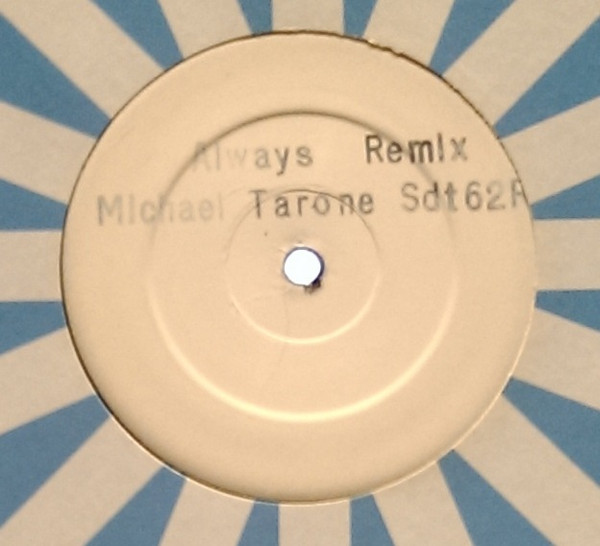 Always Remix
Michael Tarone Sdt62R